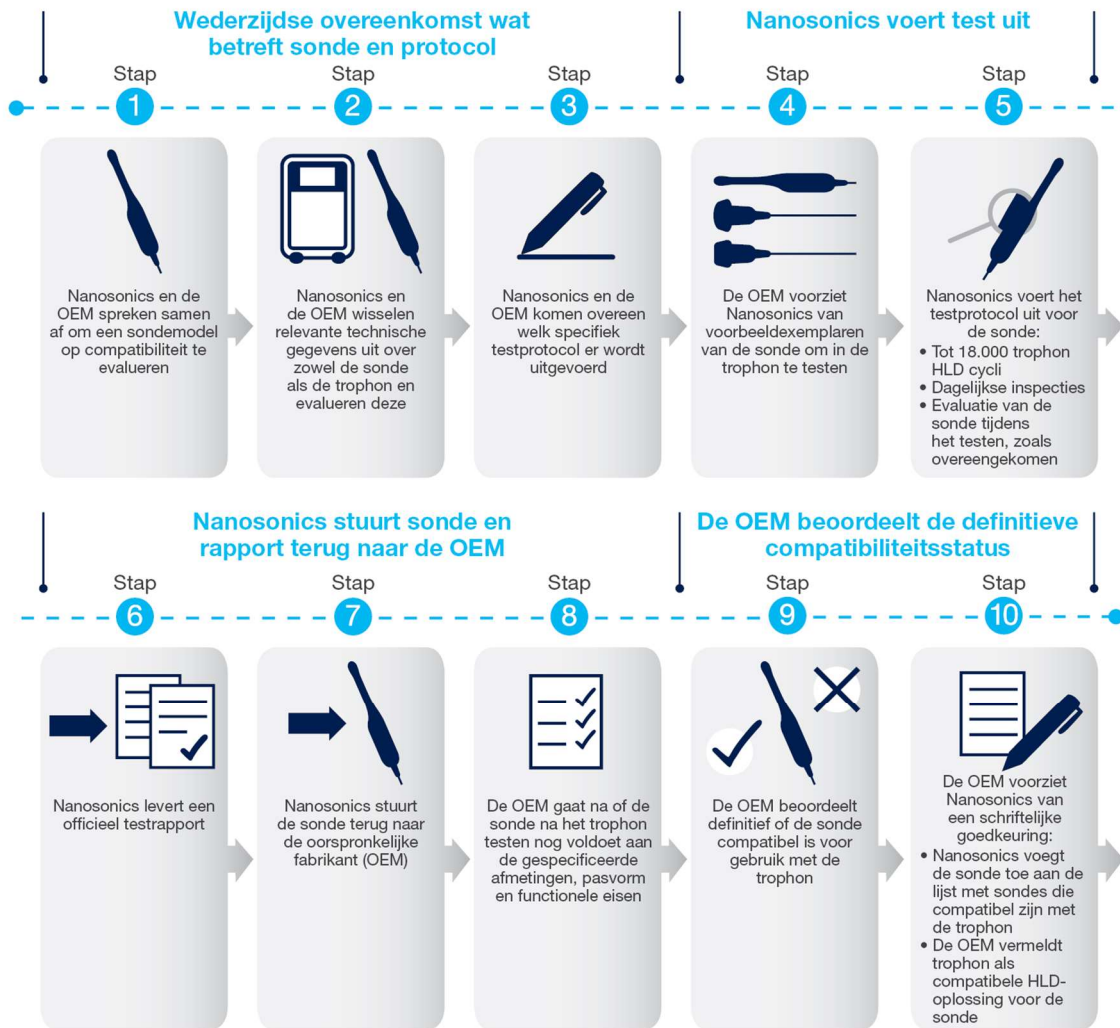 Wederzijdse overeenkomst wat
betreft sonde en protocol
Nanosonics voert test uit
Stap
1
Stap
2
Stap
3
Stap
4
Stap
5
Nanosonics en de
OEM spreken samen
af om een sondemodel
op compatibiliteit te
evalueren
Nanosonics en
de OEM wisselen
relevante technische
gegevens uit over
zowel de sonde
als de trophon en
evalueren deze
Nanosonics en de
OEM komen overeen
welk specifiek
testprotocol er wordt
uitgevoerd
De OEM voorziet
Nanosonics van
voorbeeldexemplaren
van de sonde om in de
trophon te testen
Nanosonics voert het
testprotocol uit voor
de sonde:
• Tot 18.000 trophon
HLD cycli
• Dagelijkse inspecties
• Evaluatie van de
sonde tijdens
het testen, zoals
overeengekomen
Nanosonics stuurt sonde en
rapport terug naar de OEM
De OEM beoordeelt de definitieve
compatibiliteitsstatus
Stap
6
Stap
7
Stap
8
Stap
9
Stap
10
Nanosonics levert een
officieel testrapport
Nanosonics stuurt
de sonde terug naar
de oorspronkelijke
fabrikant (OEM)
De OEM gaat na of de
sonde na het trophon
testen nog voldoet aan
de gespecificeerde
afmetingen, pasvorm
en functionele eisen
De OEM beoordeelt
definitief of de sonde
compatibel is voor
gebruik met de
trophon
De OEM voorziet
Nanosonics van
een schriftelijke
goedkeuring:
• Nanosonics voegt
de sonde toe aan de
lijst met sondes die
compatibel zijn met
de trophon
• De OEM vermeldt
trophon als
compatibele HLD-
oplossing voor de
sonde